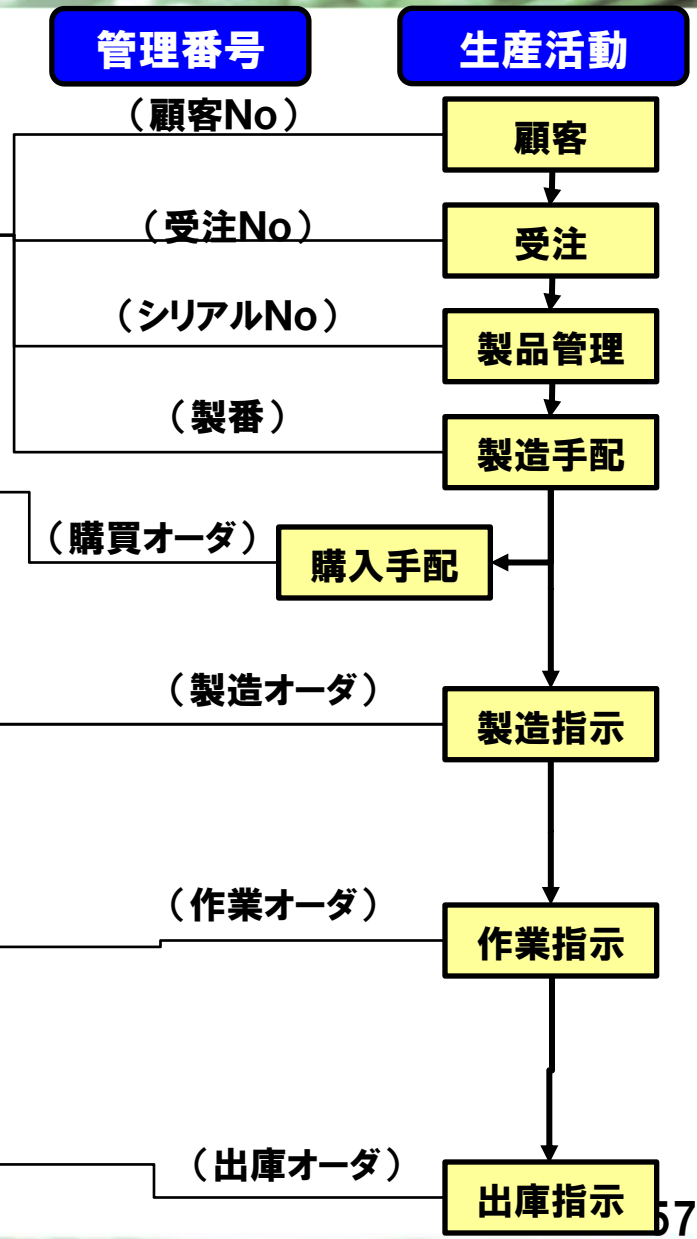 管理番号 生産活動
（顧客No） 顧客
（受注No） 受注
（シリアルNo） 製品管理
（製番） 製造手配
（購買オーダ） 購入手配
（製造オーダ） 製造指示
（作業オーダ） 作業指示
（出庫オーダ） 出庫指示
57